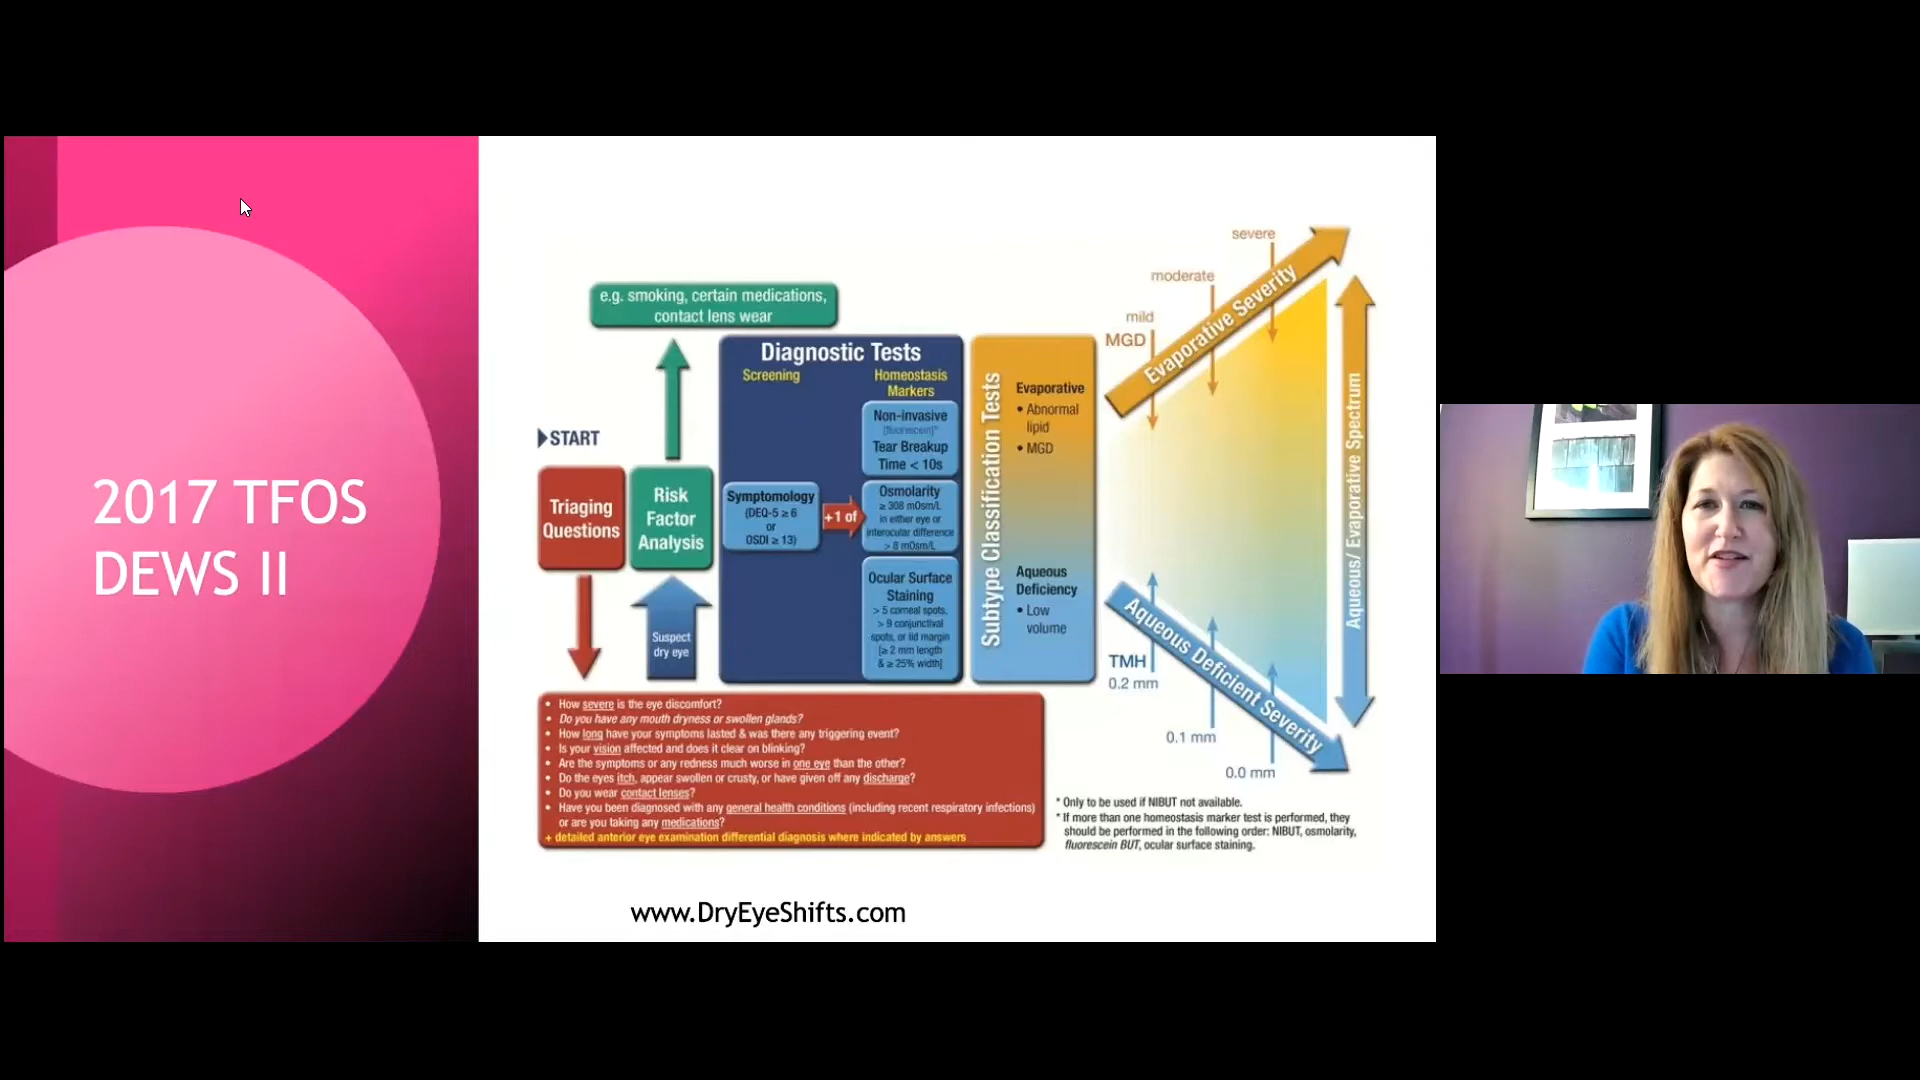 2017 TFOS
DEWS II
e.g. smoking, certain medications,
contact lens wear
START
Triaging
Questions
Risk
Factor
Analysis
Suspect
dry eye
Diagnostic Tests
Screening
Homeostasis
Markers
Symptomology
(DEQ-5 ≥ 6
or
OSDI ≥ 13)
+1 of
Non-invasive
[fluorescein]*
Tear Breakup
Time < 10s
Osmolarity
≥ 308 mOsm/L
in either eye or
interocular difference
> 8 mOsm/L
Ocular Surface
Staining
> 5 corneal spots,
> 9 conjunctival
spots, or lid margin
[≥ 2 mm length
& ≥ 25% width]
Subtype Classification Tests
Evaporative
• Abnormal
lipid
• MGD
Aqueous
Deficiency
• Low
volume
severe
moderate
mild
MGD
Evaporative Severity
Aqueous/ Evaporative Spectrum
Aqueous Deficient Severity
TMH
0.2 mm
0.1 mm
0.0 mm
• How severe is the eye discomfort?
• Do you have any mouth dryness or swollen glands?
• How long have your symptoms lasted & was there any triggering event?
• Is your vision affected and does it clear on blinking?
• Are the symptoms or any redness much worse in one eye than the other?
• Do the eyes itch, appear swollen or crusty, or have given off any discharge?
• Do you wear contact lenses?
• Have you been diagnosed with any general health conditions (including recent respiratory infections)
or are you taking any medications?
+ detailed anterior eye examination differential diagnosis where indicated by answers
* Only to be used if NIBUT not available.
* If more than one homeostasis marker test is performed, they
should be performed in the following order: NIBUT, osmolarity,
fluorescein BUT, ocular surface staining.
www.DryEyeShifts.com